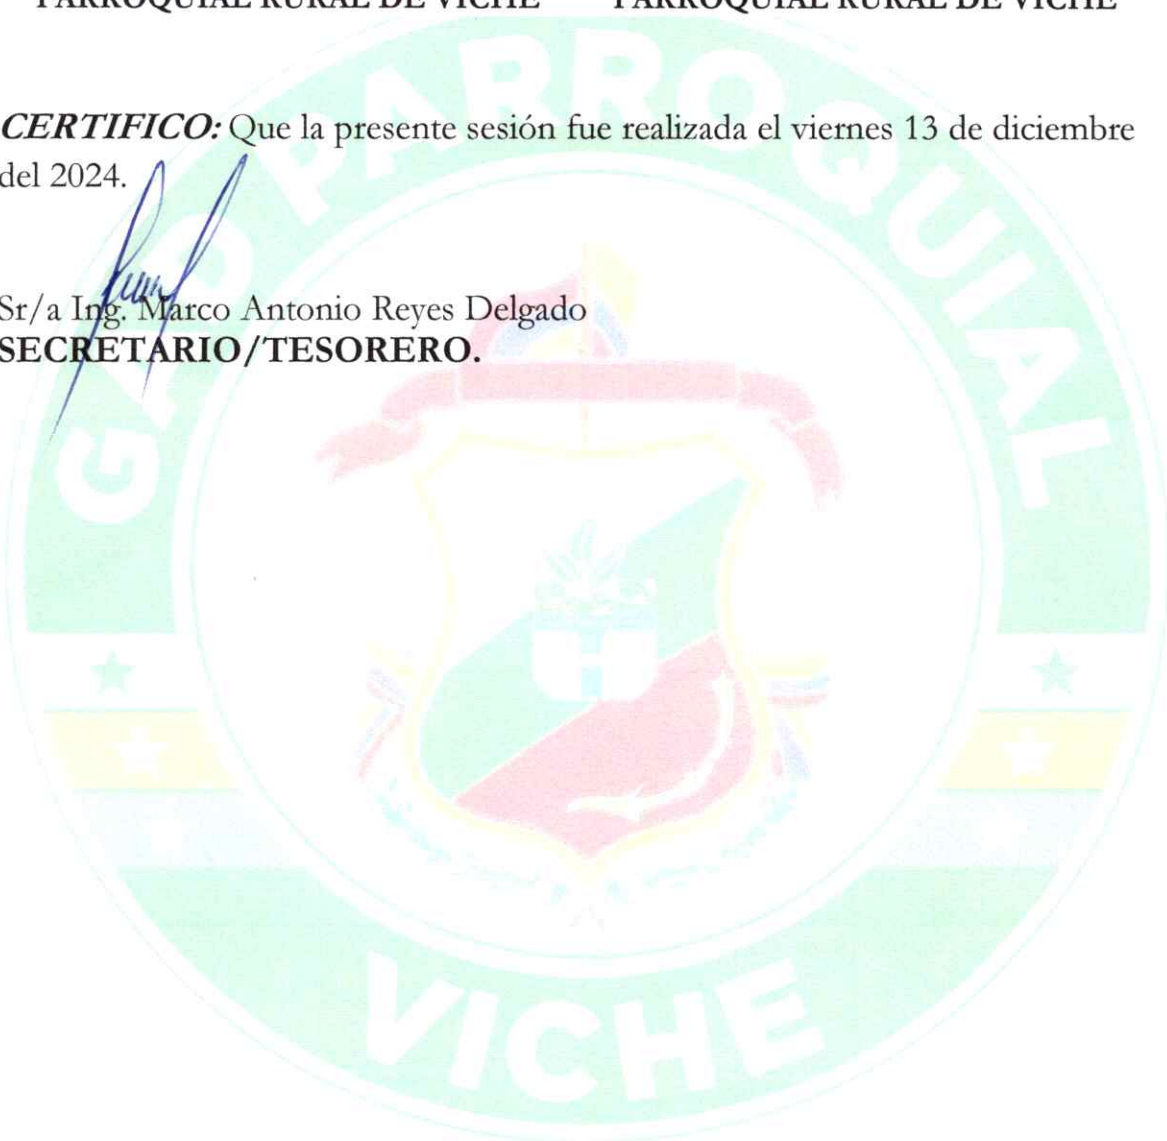 PARROQUIAL RURAL DE VICHE PARROQUIAL RURAL DE VICHE
CERTIFICO: Que la presente sesión fue realizada el viernes 13 de diciembre
del 2024.
Sr/a Ing. Marco Antonio Reyes Delgado
SECRETARIO/TESORERO.
GAD PARROQUIAL
VICHE